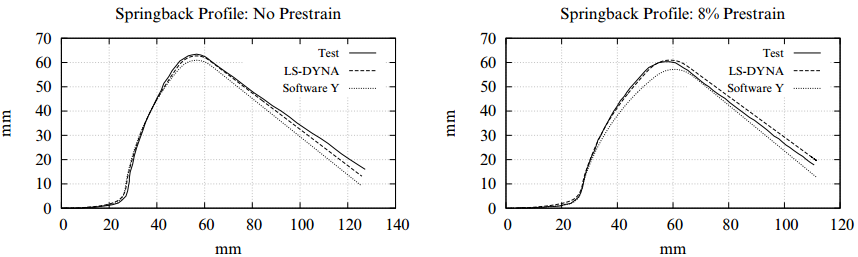 Springback Profile: No Prestrain
70
60
50
40
30
20
10
0
mm
Test
LS-DYNA
Software Y
0 20 40 60 80 100 120 140
mm
Springback Profile: 8% Prestrain
70
60
50
40
30
20
10
0
mm
Test
LS-DYNA
Software Y
0 20 40 60 80 100 120
mm